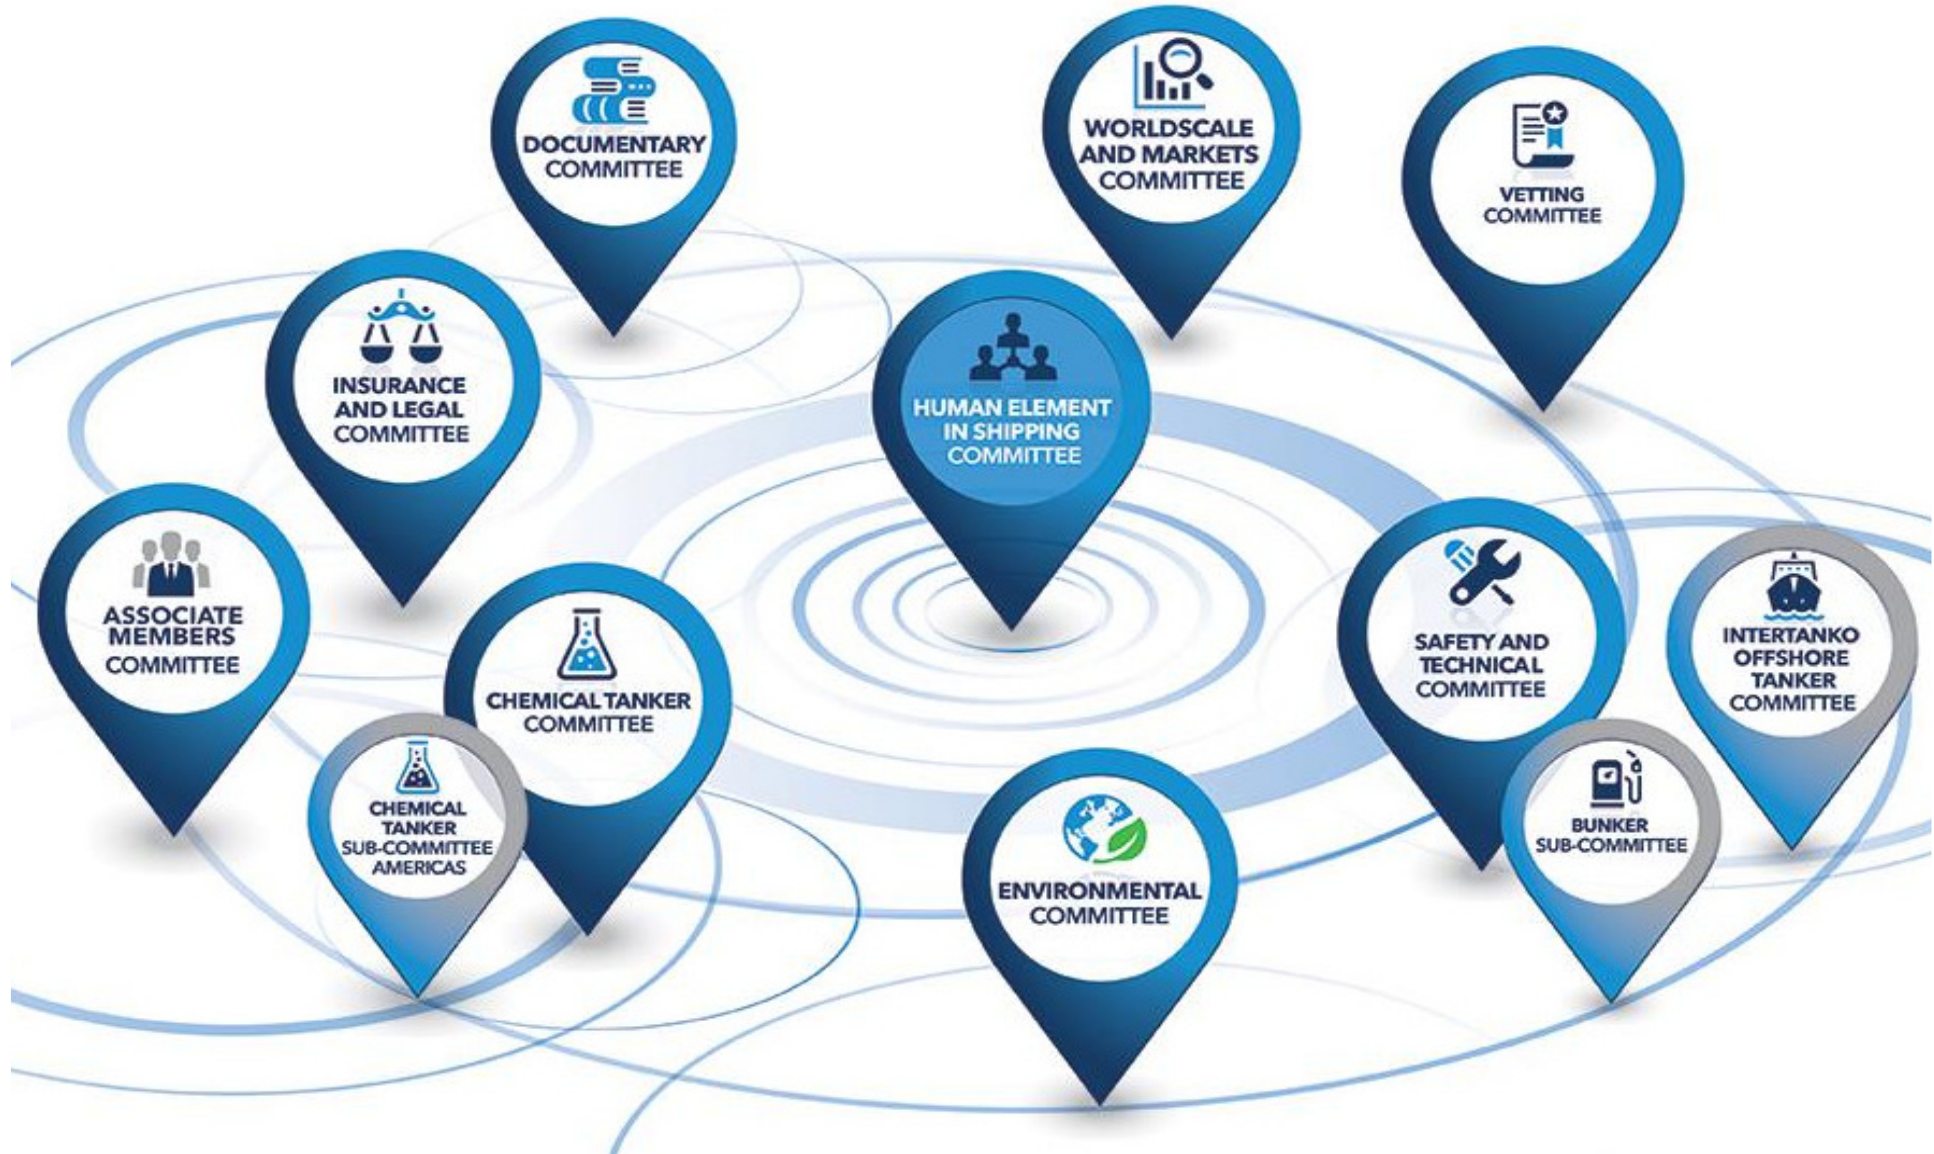 DOCUMENTARY
COMMITTEE
WORLDSCALE
AND MARKETS
COMMITTEE
VETTING
COMMITTEE
INSURANCE
AND LEGAL
COMMITTEE
HUMAN ELEMENT
IN SHIPPING
COMMITTEE
ASSOCIATE
MEMBERS
COMMITTEE
CHEMICAL TANKER
COMMITTEE
SAFETY AND
TECHNICAL
COMMITTEE
INTERTANKO
OFFSHORE
TANKER
COMMITTEE
CHEMICAL
TANKER
SUB-COMMITTEE
AMERICAS
ENVIRONMENTAL
COMMITTEE
BUNKER
SUB-COMMITTEE